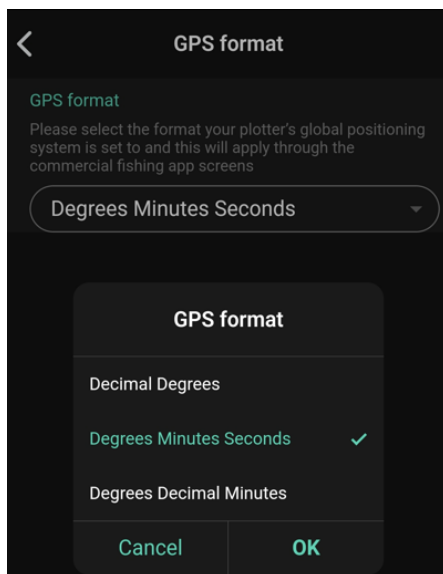 GPS format
GPS format
Please select the format your plotter's global positioning
system is set to and this will apply through the
commercial fishing app screens
Degrees Minutes Seconds
GPS format
Decimal Degrees
Degrees Minutes Seconds
Degrees Decimal Minutes
Cancel OK